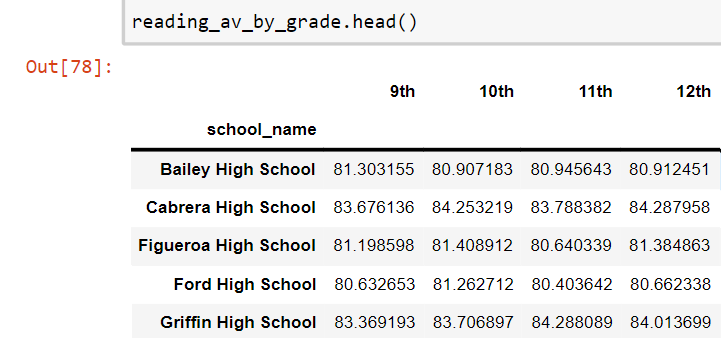 reading_av_by_grade.head()
Out[78]:
9th 10th 11th 12th
school_name
Bailey High School 81.303155 80.907183 80.945643 80.912451
Cabrera High School 83.676136 84.253219 83.788382 84.287958
Figueroa High School 81.198598 81.408912 80.640339 81.384863
Ford High School 80.632653 81.262712 80.403642 80.662338
Griffin High School 83.369193 83.706897 84.288089 84.013699